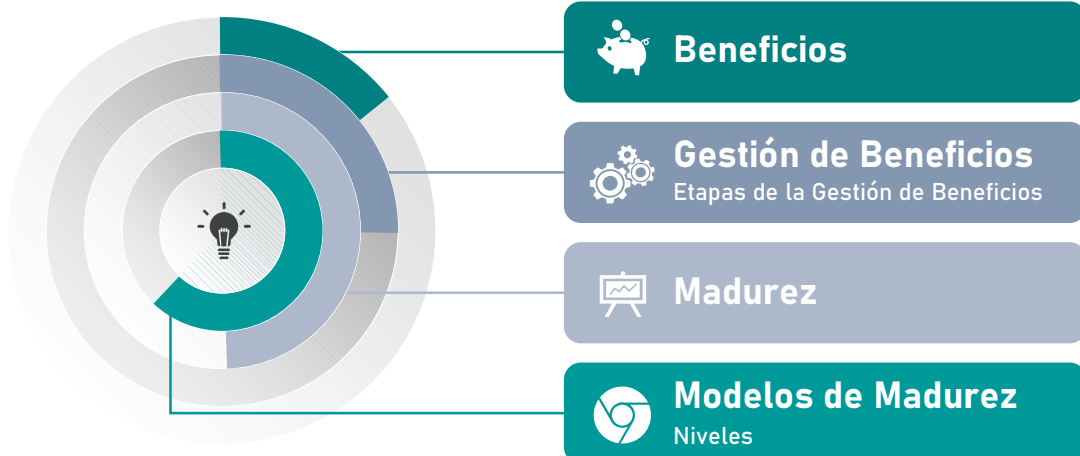 Beneficios
Gestión de Beneficios
Etapas de la Gestión de Beneficios
Madurez
Modelos de Madurez
Niveles